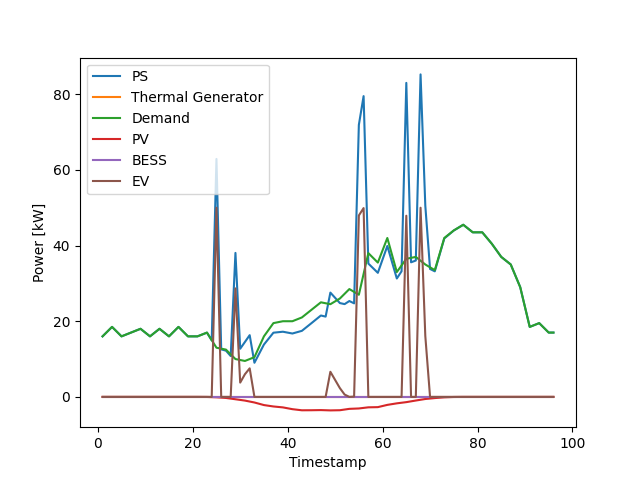 PS
Thermal Generator
Demand
PV
BESS
EV
Power [kW]
80
60
40
20
0
0 20 40 60 80 100
Timestamp